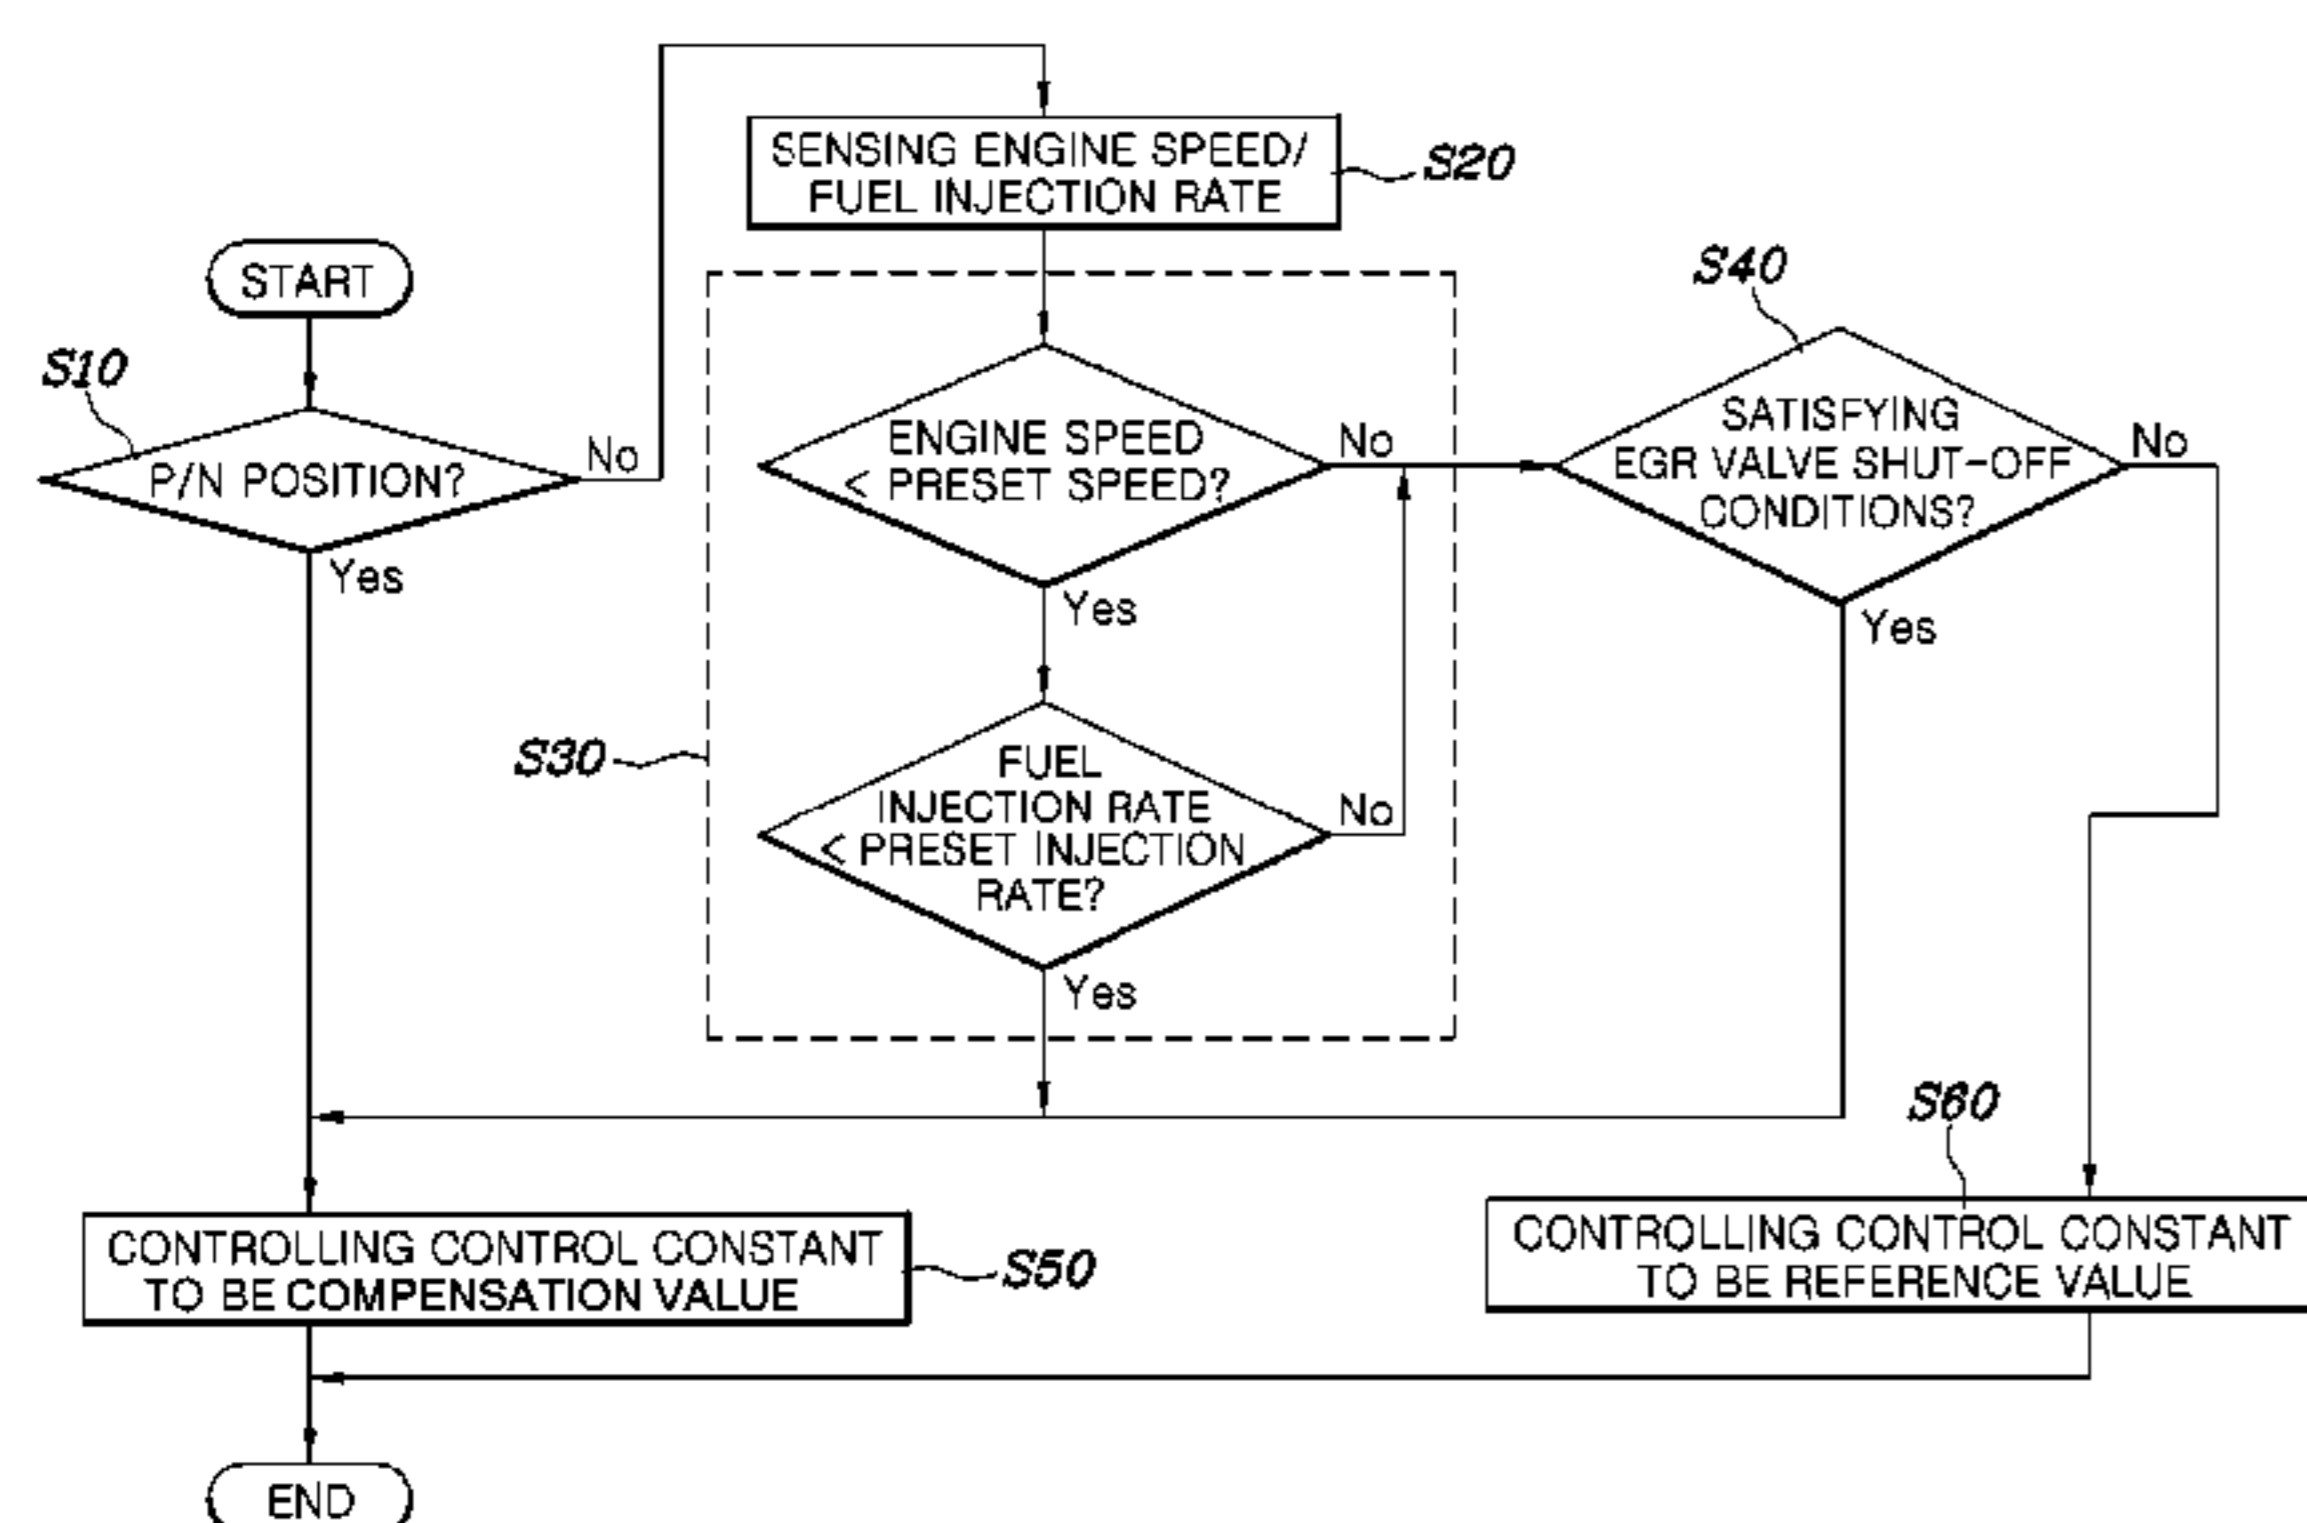 START
S10
P/N POSITION?
No
Yes
SENSING ENGINE SPEED/
FUEL INJECTION RATE
S20
S30
ENGINE SPEED
< PRESET SPEED?
No
Yes
FUEL
INJECTION RATE
< PRESET INJECTION
RATE?
No
Yes
S40
SATISFYING
EGR VALVE SHUT-OFF
CONDITIONS?
No
Yes
CONTROLLING CONTROL CONSTANT
TO BE COMPENSATION VALUE
S50
S60
CONTROLLING CONTROL CONSTANT
TO BE REFERENCE VALUE
END